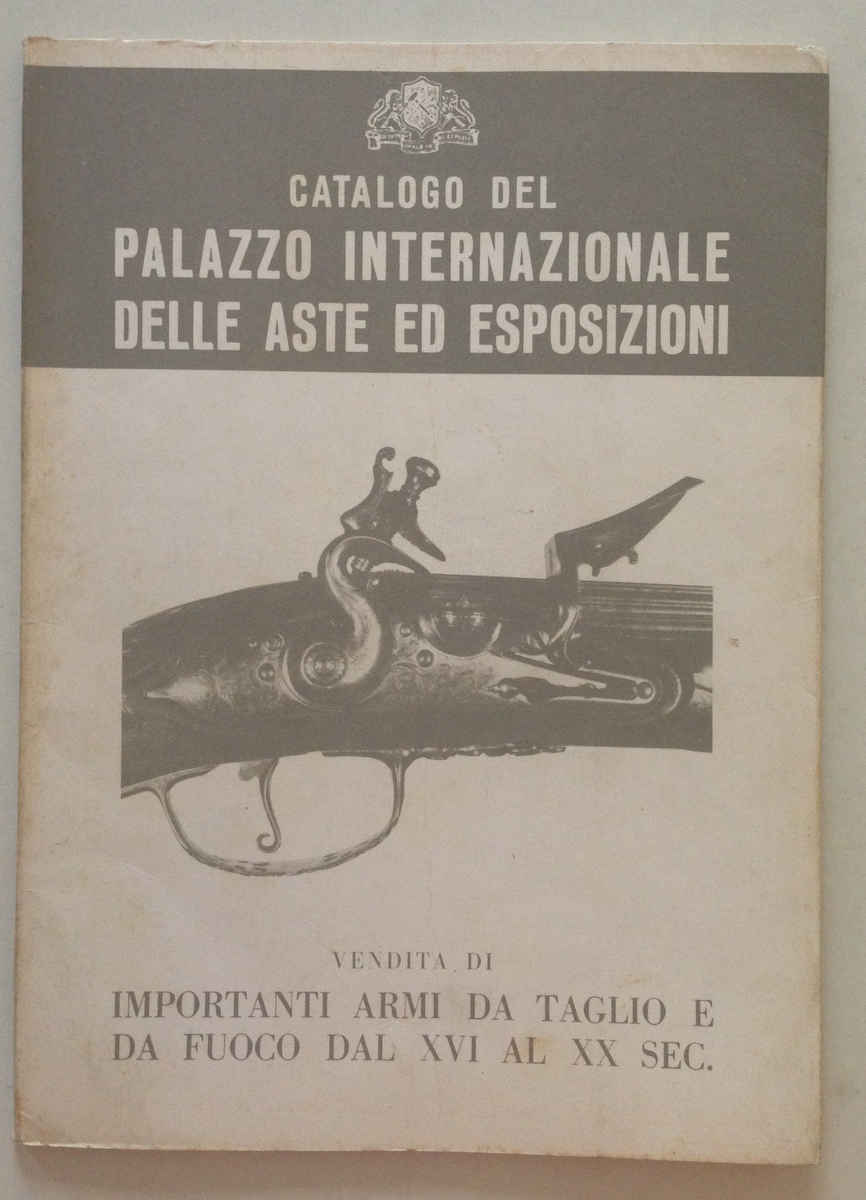 CATALOGO DEL
PALAZZO INTERNAZIONALE
DELLE ASTE ED ESPOSIZIONI
VENDITA DI
IMPORTANTI ARMI DA TAGLIO E
DA FUOCO DAL XVI AL XX SEC.